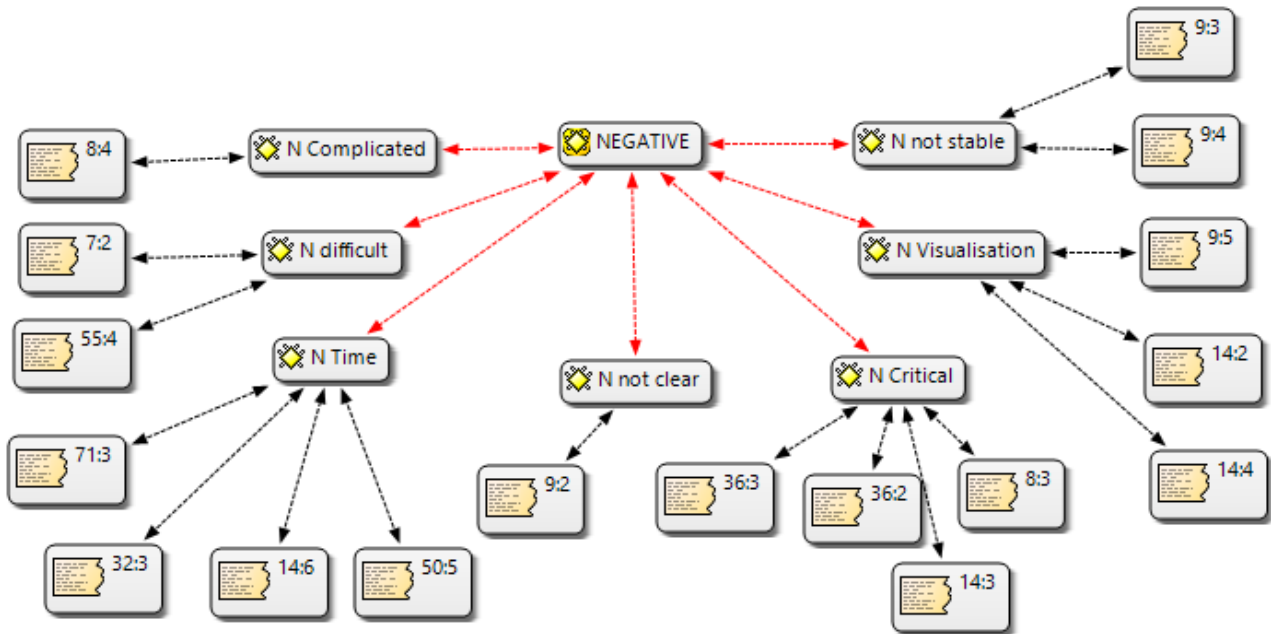 9:3
8:4
N Complicated
NEGATIVE
N not stable
9:4
7:2
N difficult
N Visualisation
9:5
55:4
N Time
N not clear
N Critical
14:2
71:3
9:2
36:3
36:2
8:3
14:4
32:3
14:6
50:5
14:3